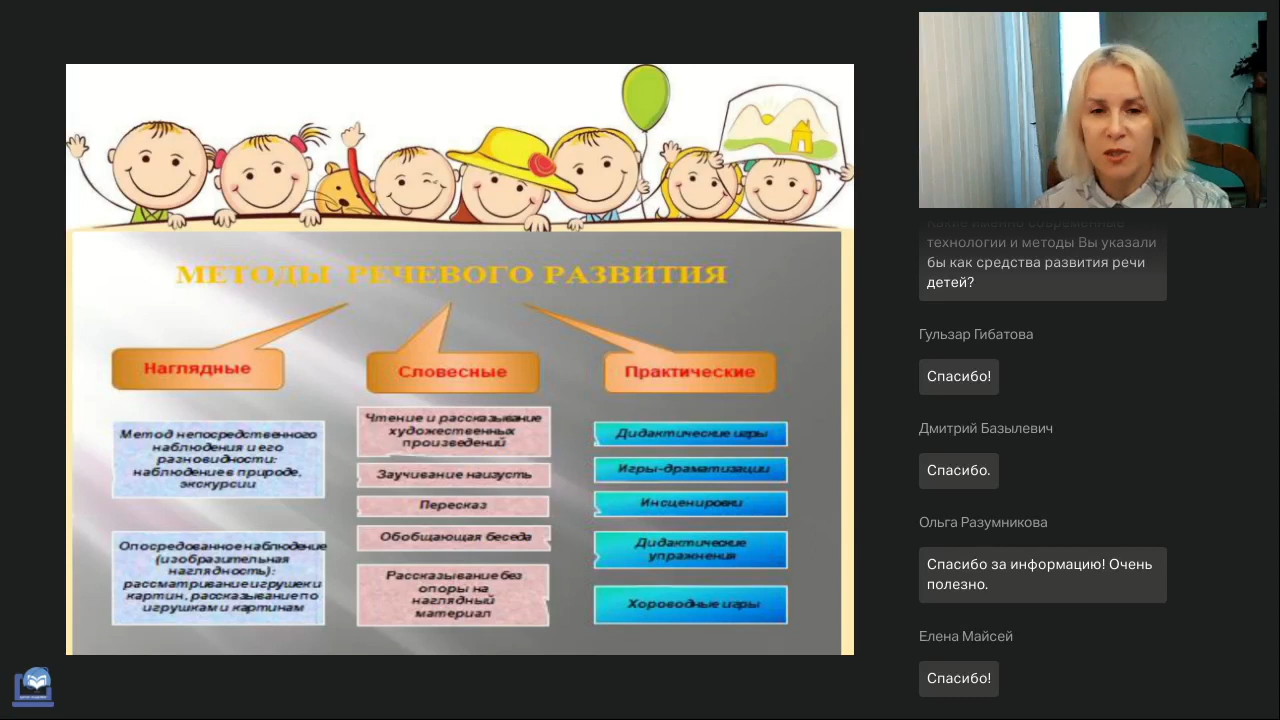 МЕТОДЫ РЕЧЕВОГО РАЗВИТИЯ
Наглядные
Метод непосредственного
наблюдения и его
разновидности:
наблюдение в природе,
экскурсии
Опосредованное наблюдение
(изобразительная
наглядность):
рассматривание игрушек и
картин, рассказывание по
игрушкам и картинам
Словесные
Чтение и рассказывание
художественных
произведений
Заучивание наизусть
Пересказ
Обобщающая беседа
Рассказывание без
опоры на
наглядный
материал
Практические
Дидактические игры
Игры-драматизации
Инсценировки
Дидактические
упражнения
Хороводные игры
Какие именно современные
технологии и методы Вы указали
бы как средства развития речи
детей?
Гульзар Гибатова
Спасибо!
Дмитрий Базылевич
Спасибо.
Ольга Разумникова
Спасибо за информацию! Очень
полезно.
Елена Майсей
Спасибо!